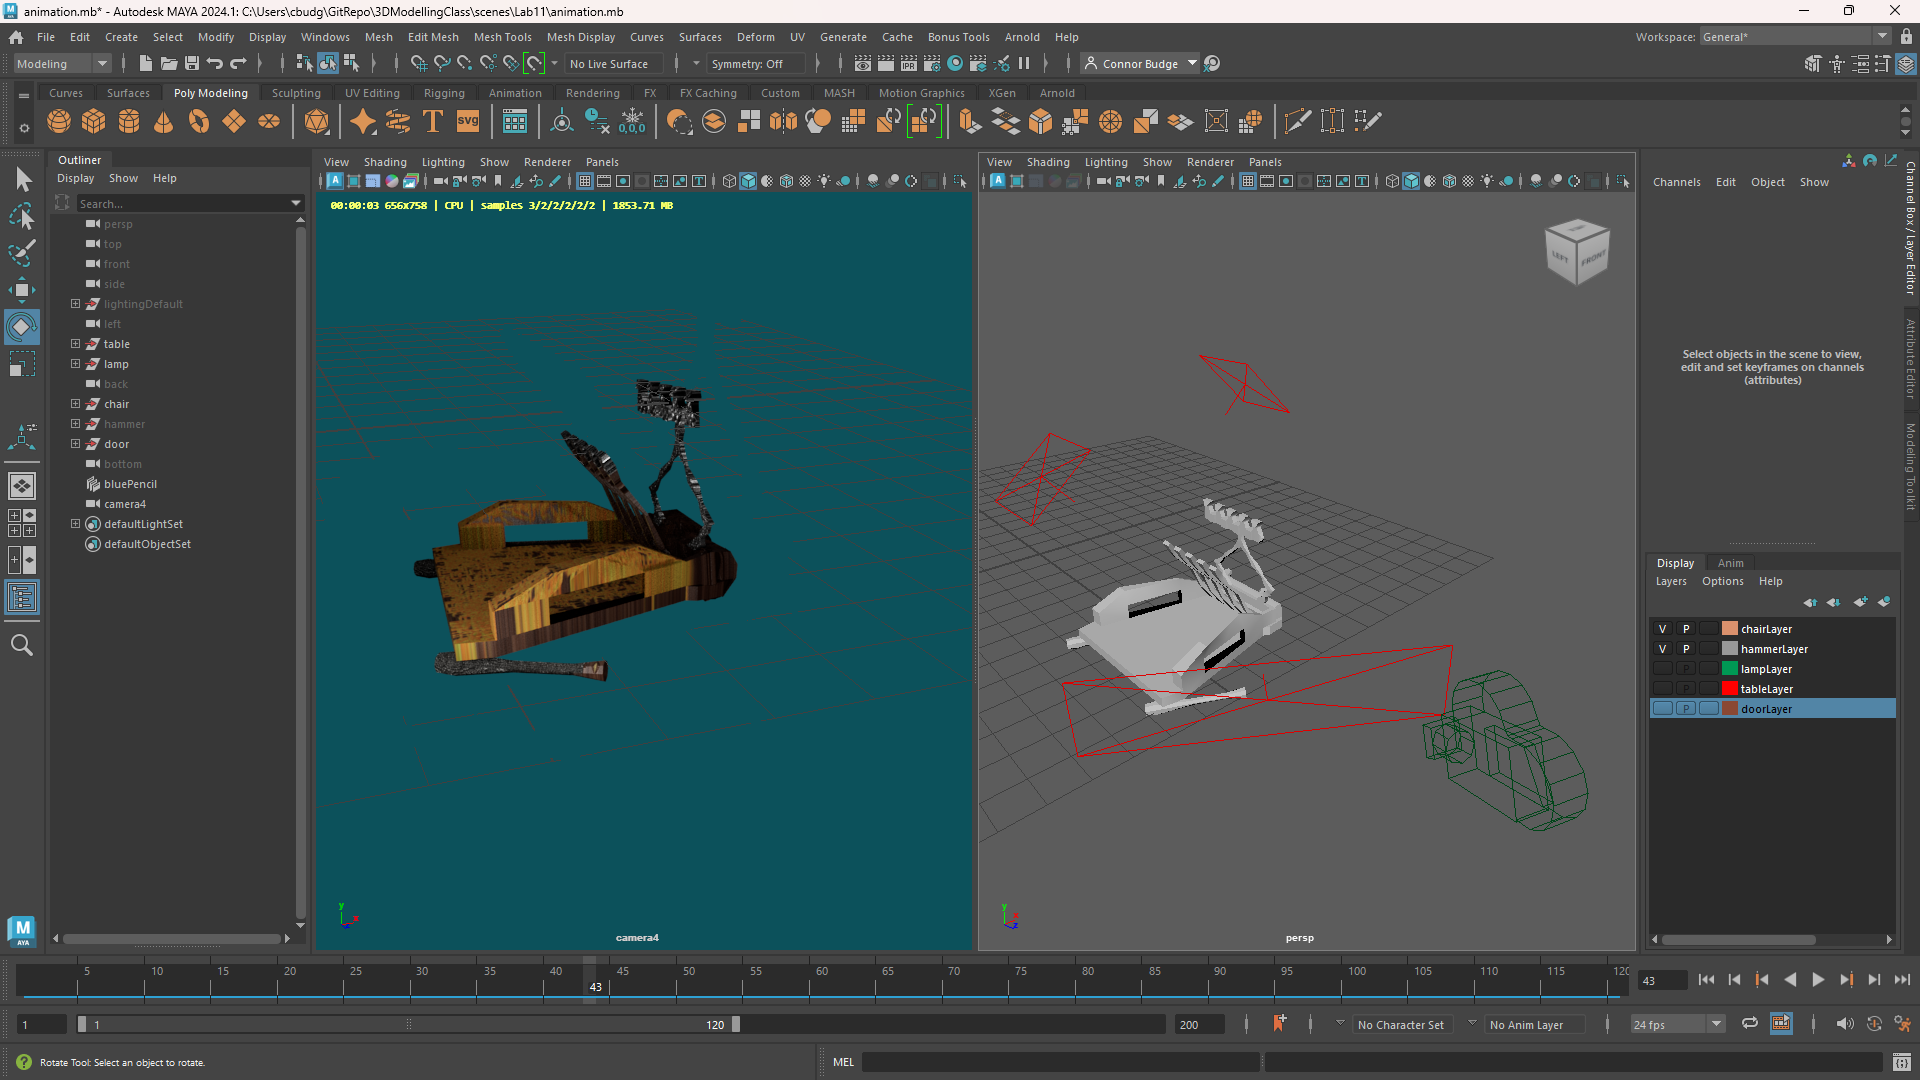 animation.mb* - Autodesk MAYA 2024.1: C:\Users\cbudg\GitRepo\3DModellingClass\scenes\Lab11\animation.mb
File Edit Create Select Modify Display Windows Mesh Edit Mesh Mesh Tools Mesh Display Curves Surfaces Deform UV Generate Cache Bonus Tools Arnold Help Workspace: General*
Modeling No Live Surface Symmetry: Off IPR Connor Budge
Curves Surfaces Poly Modeling Sculpting UV Editing Rigging Animation Rendering FX FX Caching Custom MASH Motion Graphics XGen Arnold
T svg 0,0,0
Outliner
Display Show Help
Search...
persp
top
front
side
lightingDefault
left
table
lamp
back
chair
hammer
door
bottom
bluePencil
camera4
defaultLightSet
defaultObjectSet
View Shading Lighting Show Renderer Panels
00:00:03 656x758 | CPU | samples 3/2/2/2/2/2 | 1853.71 MB
y
x
camera4
View Shading Lighting Show Renderer Panels
LEFT FRONT
y
x
z
persp
Channels Edit Object Show
Select objects in the scene to view,
edit and set keyframes on channels
(attributes)
Channel Box / Layer Editor
Attribute Editor
Modeling Toolkit
Display Anim
Layers Options Help
V P chairLayer
V P hammerLayer
P lampLayer
P tableLayer
P doorLayer
M
AYA
5 10 15 20 25 30 35 40 45 50 55 60 65 70 75 80 85 90 95 100 105 110 115 120
43
43
1 1 120 200 No Character Set No Anim Layer 24 fps
Rotate Tool: Select an object to rotate. MEL